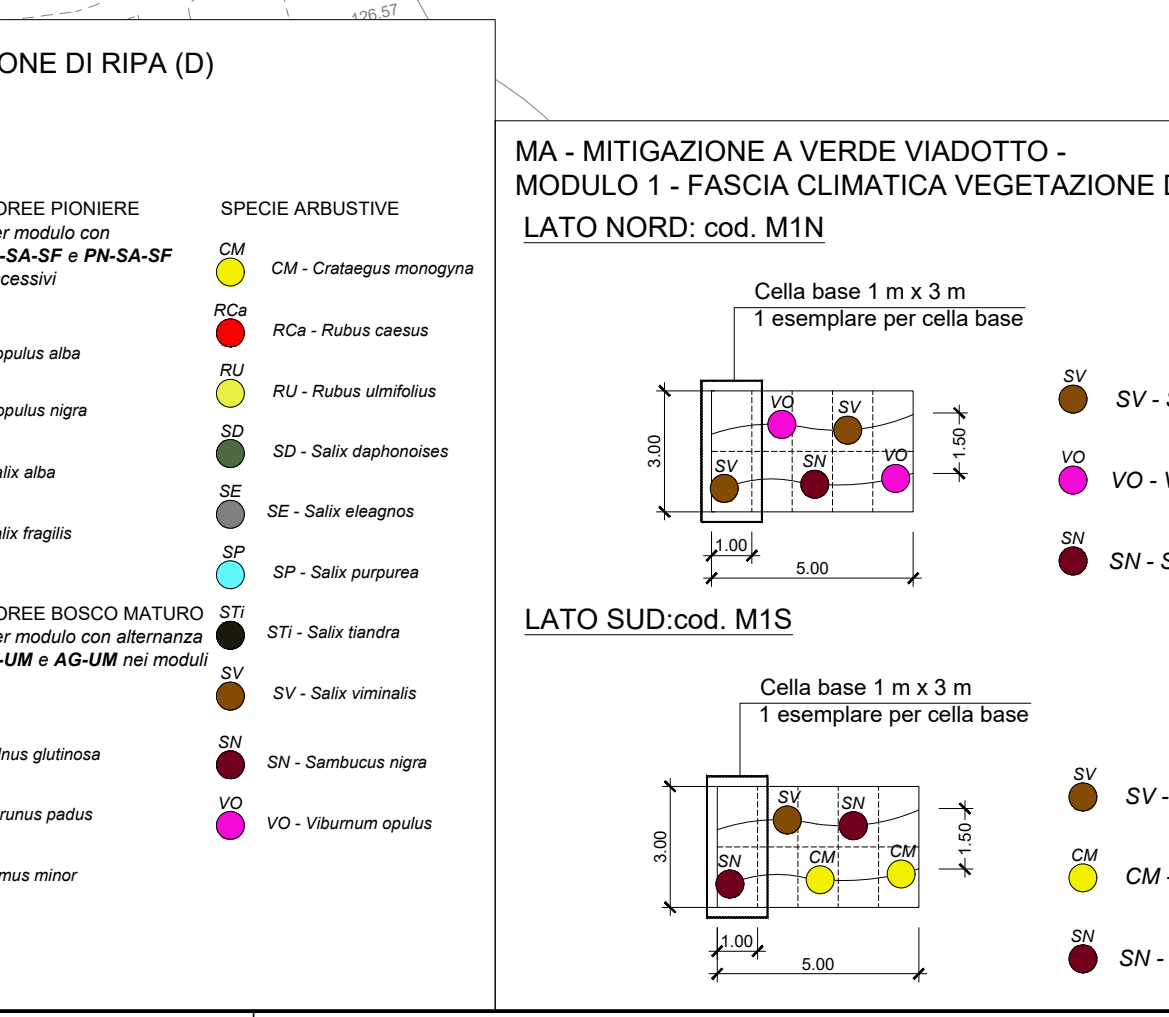 126.57
ONE DI RIPA (D)
OREE PIONIERE
er modulo con
-SA-SF e PN-SA-SF
ccessivi
opulus alba
opulus nigra
alix alba
alix fragilis
OREE BOSCO MATURO
er modulo con alternanza
-UM e AG-UM nei moduli
lnus glutinosa
runus padus
mus minor
SPECIE ARBUSTIVE
CM
CM - Crataegus monogyna
RCa
RCa - Rubus caesus
RU
RU - Rubus ulmifolius
SD
SD - Salix daphonoises
SE
SE - Salix eleagnos
SP
SP - Salix purpurea
STi
STi - Salix tiandra
SV
SV - Salix viminalis
SN
SN - Sambucus nigra
VO
VO - Viburnum opulus
MA - MITIGAZIONE A VERDE VIADOTTO -
MODULO 1 - FASCIA CLIMATICA VEGETAZIONE D
LATO NORD: cod. M1N
Cella base 1 m x 3 m
1 esemplare per cella base
VO
SV
SV
SN
VO
3.00
1.50
1.00
5.00
SV
SV - S
VO
VO - V
SN
SN - S
LATO SUD:cod. M1S
Cella base 1 m x 3 m
1 esemplare per cella base
SV
SN
SN
CM
CM
3.00
1.50
1.00
5.00
SV
SV -
CM
CM -
SN
SN -